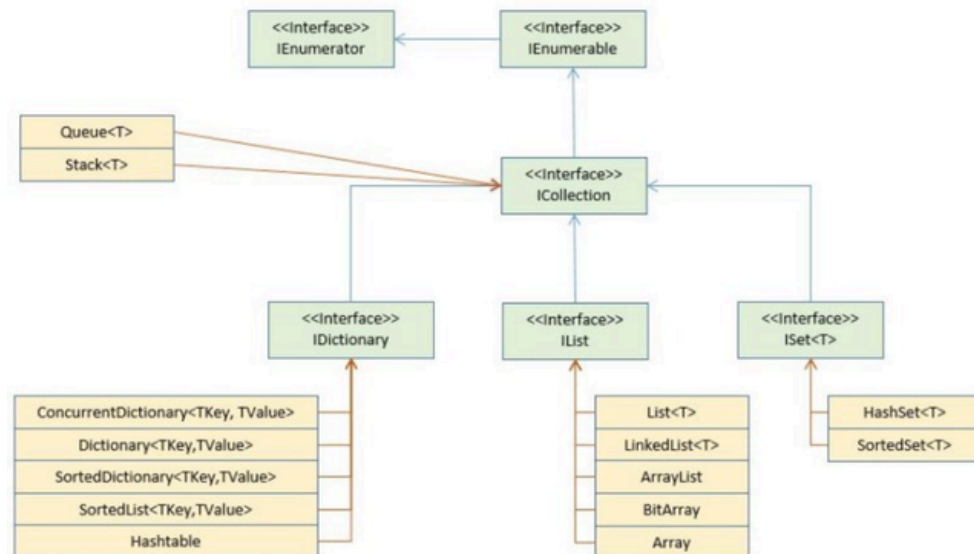 <<Interface>>
IEnumerator
<<Interface>>
IEnumerable
Queue<T>
Stack<T>
<<Interface>>
ICollection
<<Interface>>
IDictionary
<<Interface>>
IList
<<Interface>>
ISet<T>
ConcurrentDictionary<TKey, TValue>
Dictionary<TKey,TValue>
SortedDictionary<TKey,TValue>
SortedList<TKey,TValue>
Hashtable
List<T>
LinkedList<T>
ArrayList
BitArray
Array
HashSet<T>
SortedSet<T>